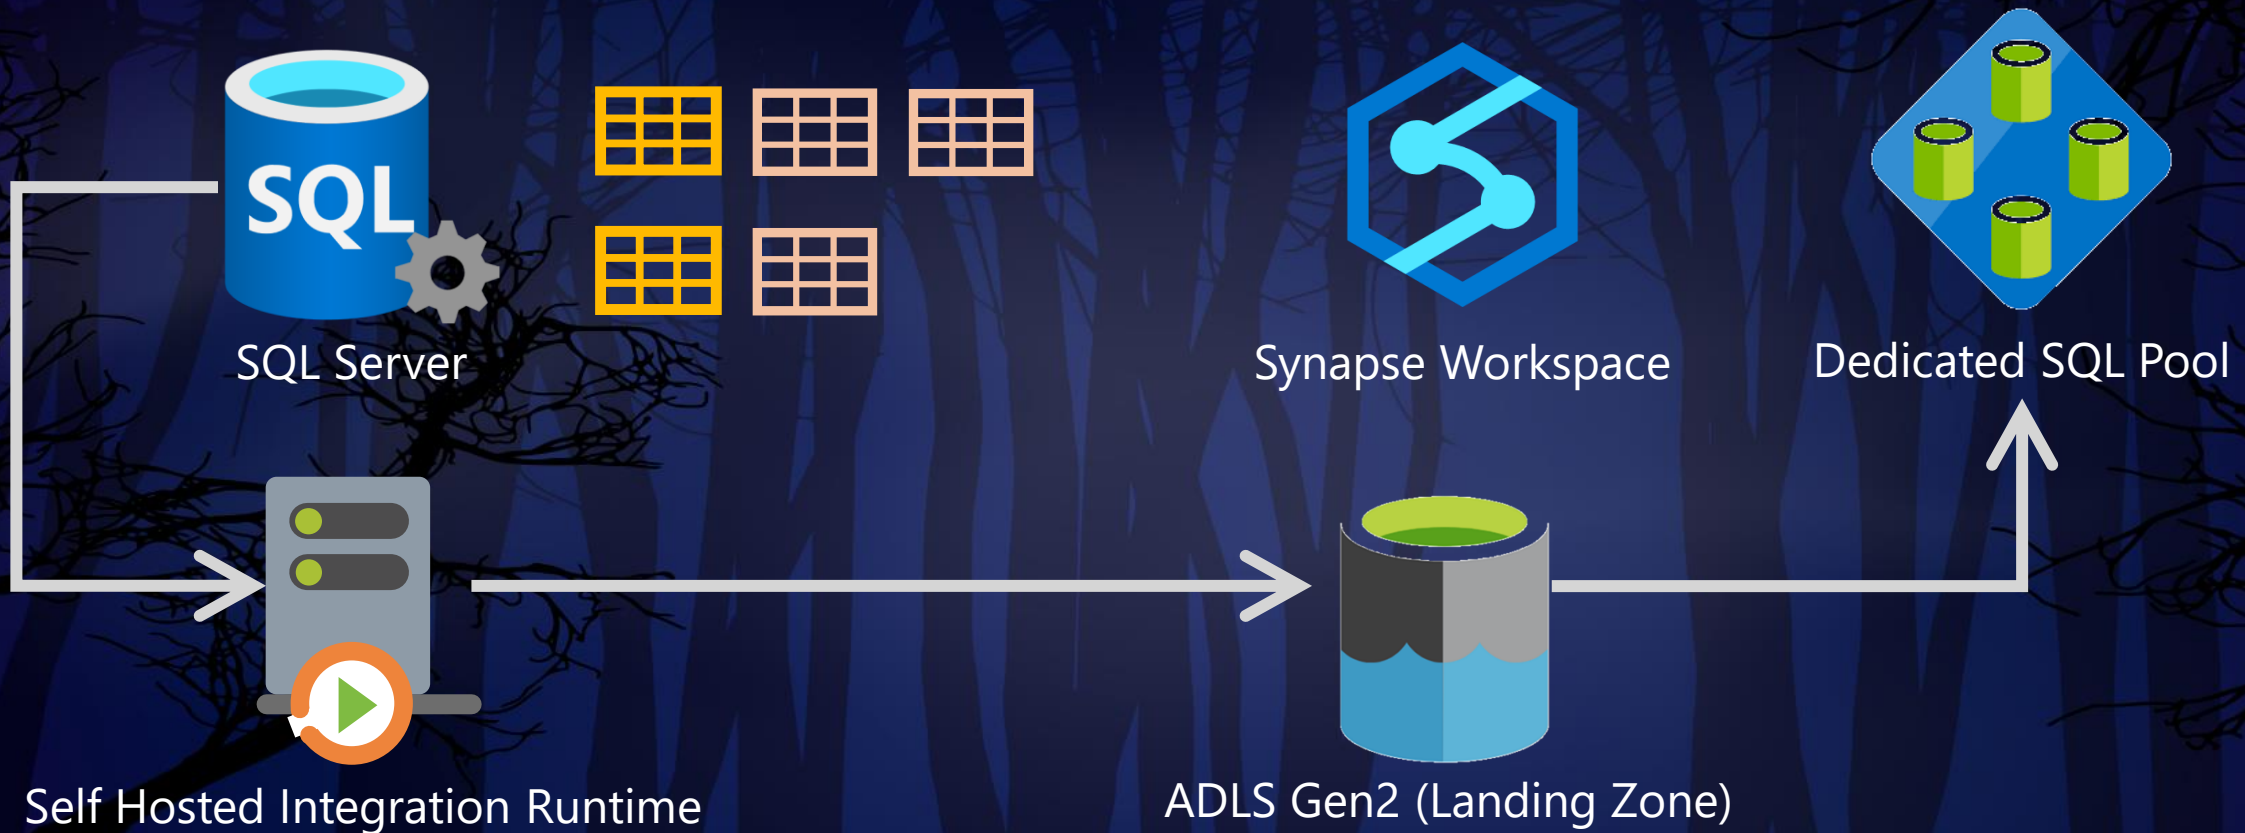 SQL
SQL Server
Synapse Workspace
Dedicated SQL Pool
Self Hosted Integration Runtime
ADLS Gen2 (Landing Zone)